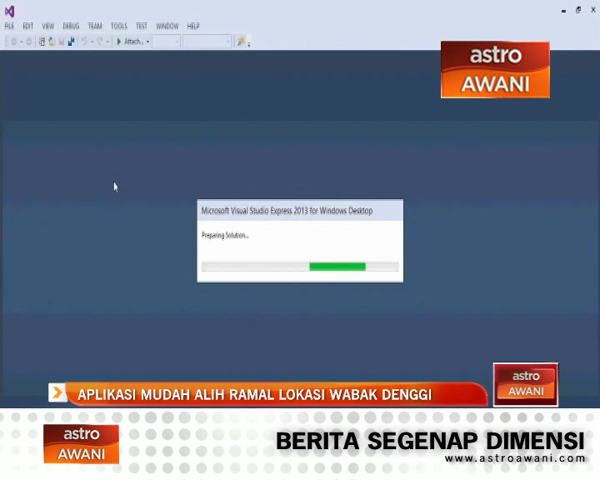 FILE EDIT VIEW DEBUG TEAM TOOLS TEST WINDOW HELP
Attach...
astro
AWANI
Microsoft Visual Studio Express 2013 for Windows Desktop
Preparing Solution...
APLIKASI MUDAH ALIH RAMAL LOKASI WABAK DENGGI
astro
AWANI
astro
AWANI
BERITA SEGENAP DIMENSI
www.astroawani.com